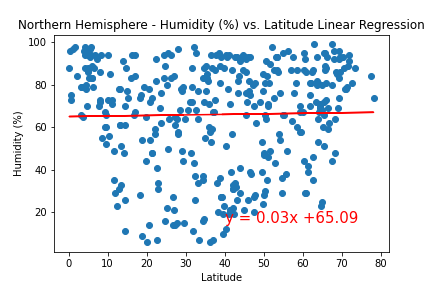 Northern Hemisphere - Humidity (%) vs. Latitude Linear Regression
100
80
60
40
20
Humidity (%)
y = 0.03x +65.09
0 10 20 30 40 50 60 70 80
Latitude